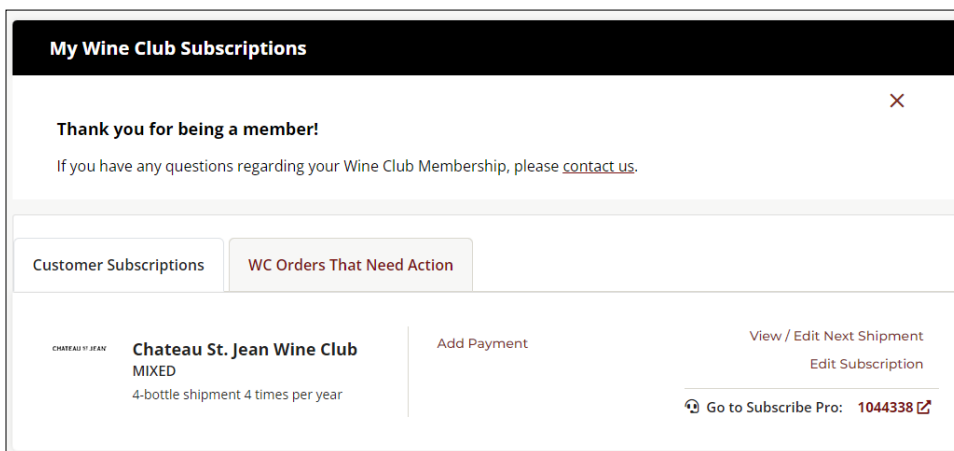 My Wine Club Subscriptions
Thank you for being a member!
If you have any questions regarding your Wine Club Membership, please contact us.
Customer Subscriptions
WC Orders That Need Action
CHATEAU ST JEAN
Chateau St. Jean Wine Club
MIXED
4-bottle shipment 4 times per year
Add Payment
View / Edit Next Shipment
Edit Subscription
Go to Subscribe Pro: 1044338